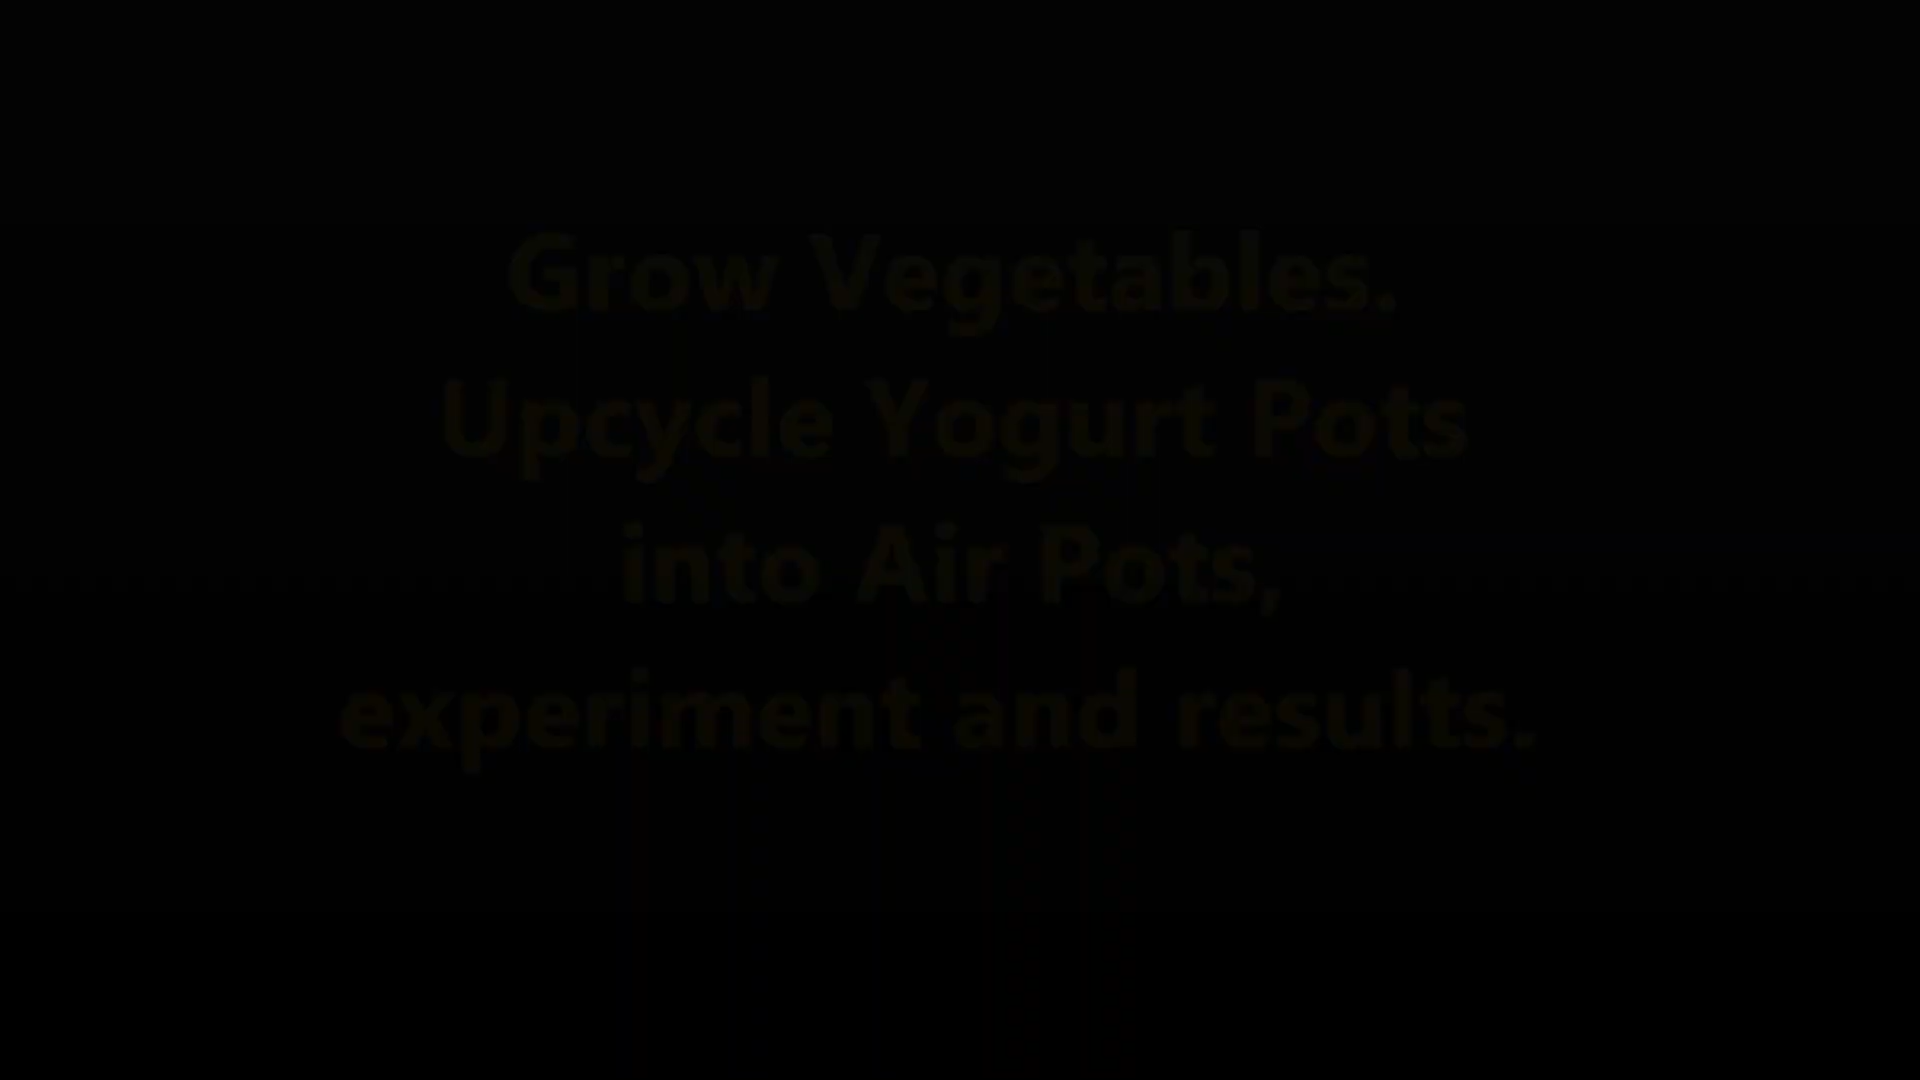 Grow Vegetables.
Upcycle Yogurt Pots
into Air Pots,
experiment and results.